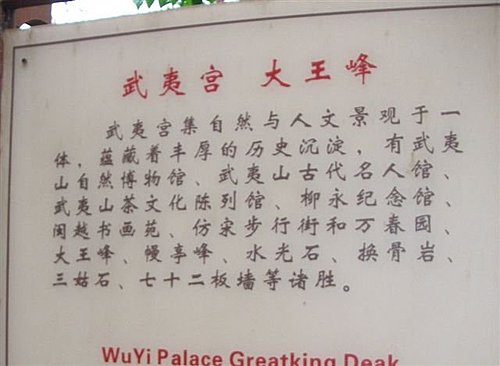 武夷宫 大王峰
武夷宫集自然与人文景观于一
体，蕴藏着丰厚的历史沉淀，有武夷
山自然博物馆、武夷山古代名人馆、
武夷山茶文化陈列馆、柳永纪念馆、
闽越书画苑、仿宋步行街和万春园、
大王峰、幔亭峰、水光石、换骨岩、
三姑石、七十二板墙等诸胜。
WuYi Palace Greatking Deak